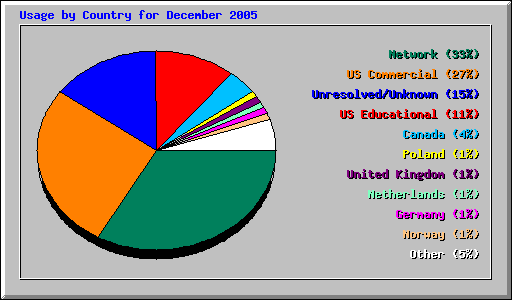 Usage by Country for December 2005
Network (33%)
US Commercial (27%)
Unresolved/Unknown (15%)
US Educational (11%)
Canada (4%)
Poland (1%)
United Kingdom (1%)
Netherlands (1%)
Germany (1%)
Norway (1%)
Other (5%)